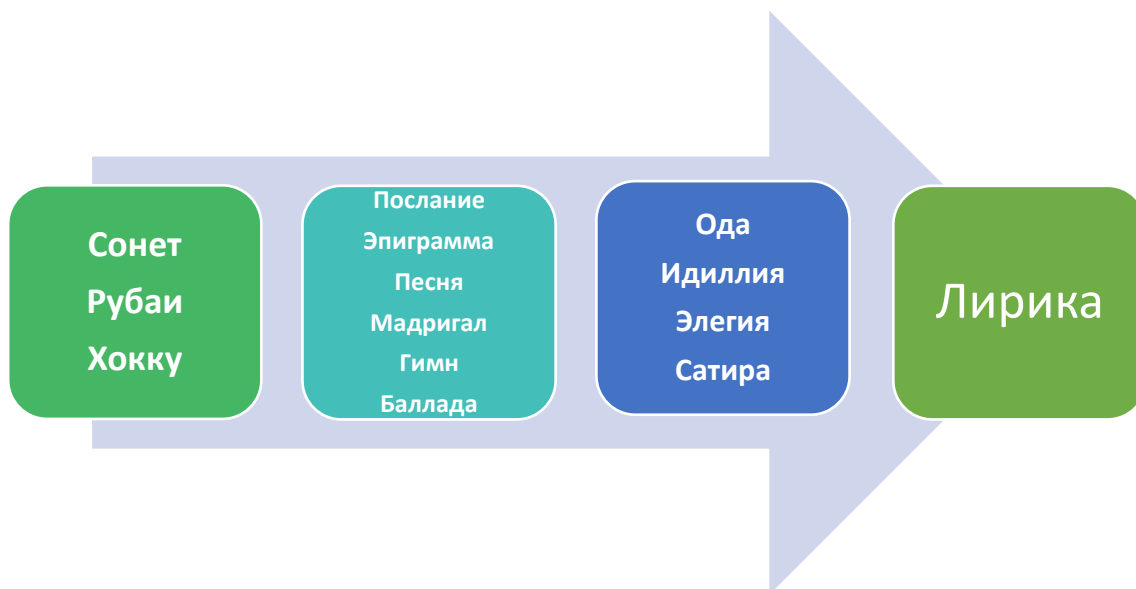 Сонет
Рубаи
Хокку
Послание
Эпиграмма
Песня
Мадригал
Гимн
Баллада
Ода
Идиллия
Элегия
Сатира
Лирика